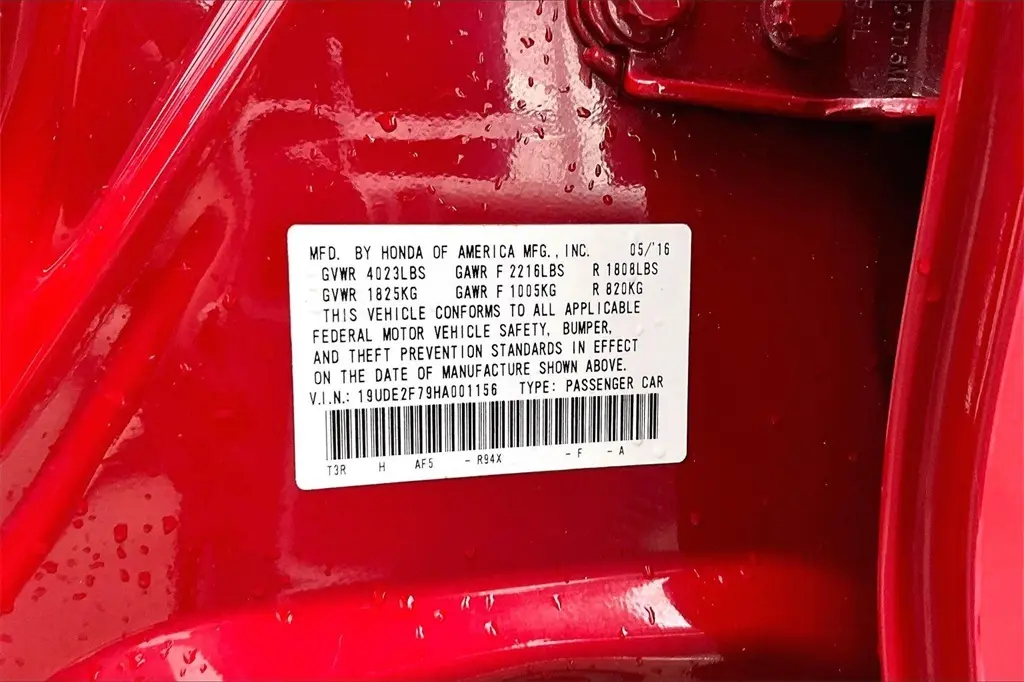 MFD. BY HONDA OF AMERICA MFG., INC. 05/'16
GVWR 4023LBS GAWR F 2216LBS R 1808LBS
GVWR 1825KG GAWR F 1005KG R 820KG
THIS VEHICLE CONFORMS TO ALL APPLICABLE
FEDERAL MOTOR VEHICLE SAFETY, BUMPER,
AND THEFT PREVENTION STANDARDS IN EFFECT
ON THE DATE OF MANUFACTURE SHOWN ABOVE.
V.I.N.: 19UDE2F79HA001156 TYPE: PASSENGER CAR
T3R H AF5 - R94X - F - A